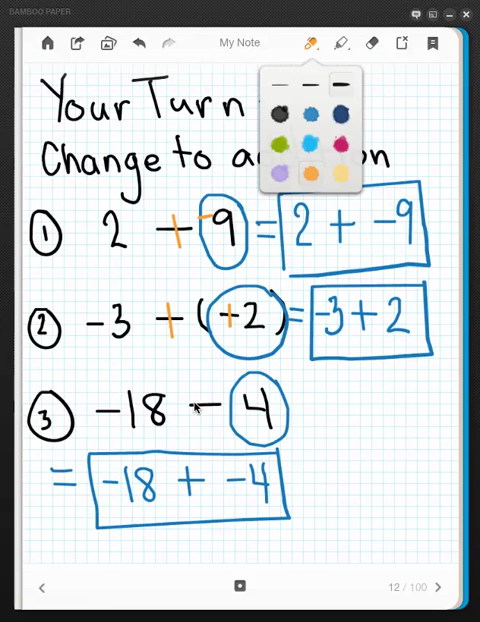 BAMBOO PAPER
My Note
Your Turn
Change to a on
① 2 + -9 = 2 + -9
② -3 + (+2) = -3 + 2
③ -18 - 4
= -18 + -4
12 / 100